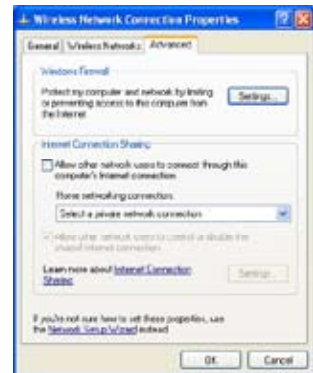 Wireless Network Connection Properties
General Wireless Networks Advanced
Windows Firewall
Protect my computer and network by limiting
or preventing access to this computer from
the Internet
Settings...
Internet Connection Sharing
Allow other network users to connect through this
computer's Internet connection
Home networking connection:
Select a private network connection
Allow other network users to control or disable the
shared Internet connection
Learn more about Internet Connection
Sharing.
Settings...
If you're not sure how to set these properties, use
the Network Setup Wizard instead.
OK Cancel